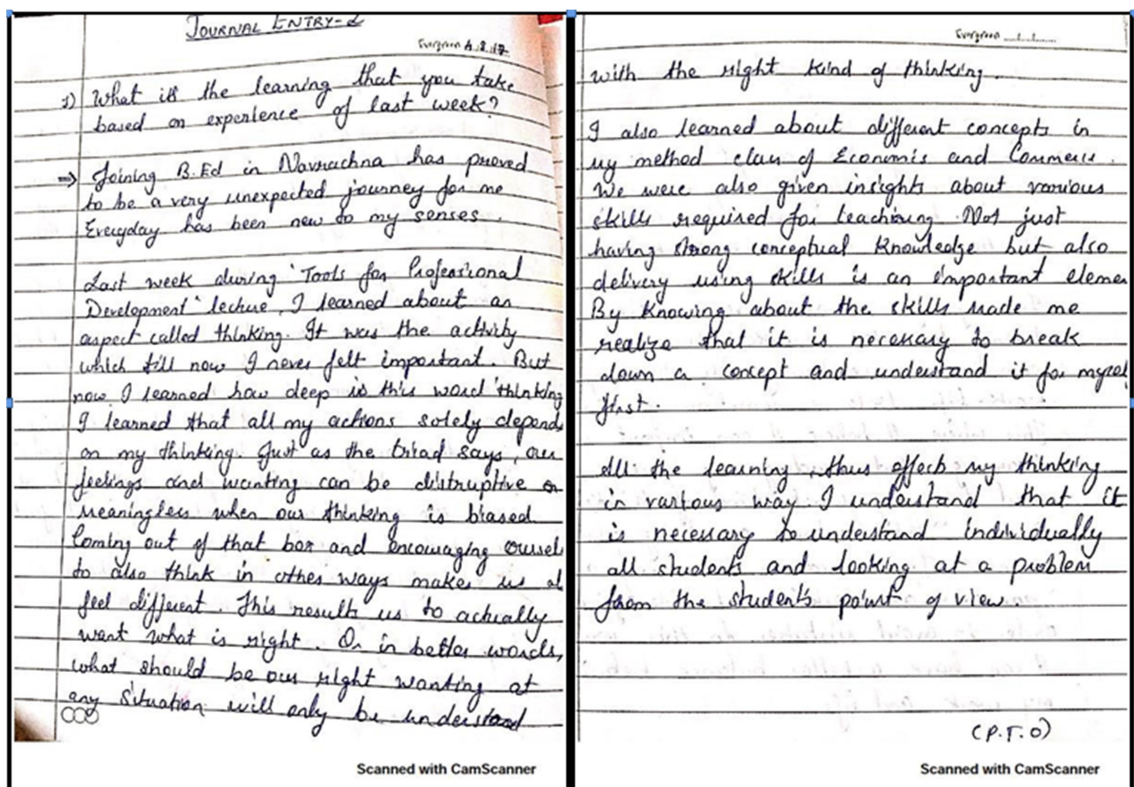 JOURNAL ENTRY-2
Evergreen 4.8.17
1) What is the learning that you take
based on experience of last week?
⇒ Joining B.Ed in Navrachna has proved
to be a very unexpected journey for me
Everyday has been new to my senses.
Last week during 'Tools for Professional
Development' lecture, I learned about an
aspect called thinking. It was the activity
which till now I never felt important. But
now I learned how deep is this word 'thinking
I learned that all my actions solely depends
on my thinking. Just as the triad says, our
feelings and wanting can be distruptive or
meaningless when our thinking is biased
Coming out of that box and encouraging oursel
to also think in other ways makes us al
feel different. This results us to actually
want what is right. Or in better words,
what should be our right wanting at
any situation will only be understood
Scanned with CamScanner
Evergreen
with the right kind of thinking.
I also learned about different concepts in
my method class of Economis and Commerce.
We were also given insights about various
skills required for teaching. Not just
having strong conceptual knowledge but also
delivery using skills is an important elemen
By knowing about the skills made me
realize that it is necessary to break
down a concept and understand it for mysel
first.
All the learning thus effects my thinking
in various way. I understand that it
is necessary to understand individually
all students and looking at a problem
from the students point of view
(P.T.O)
Scanned with CamScanner